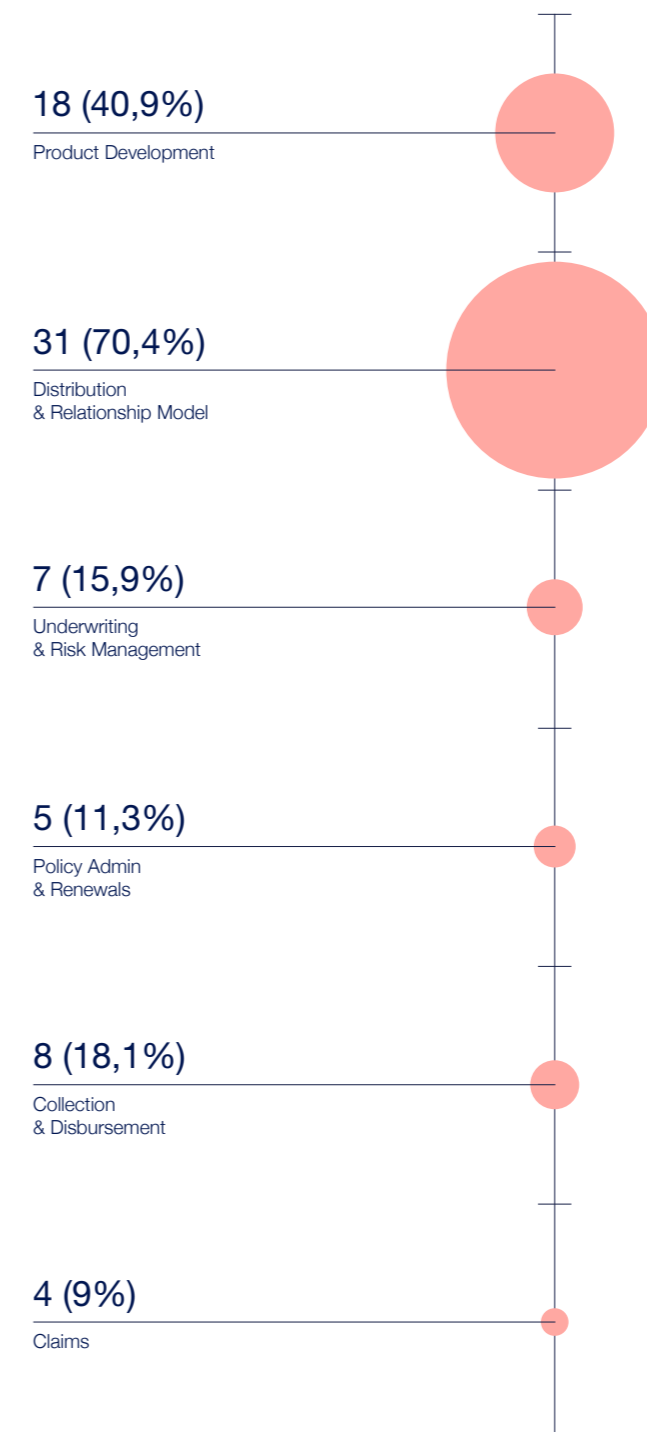 18 (40,9%)
Product Development
31 (70,4%)
Distribution
& Relationship Model
7 (15,9%)
Underwriting
& Risk Management
5 (11,3%)
Policy Admin
& Renewals
8 (18,1%)
Collection
& Disbursement
4 (9%)
Claims